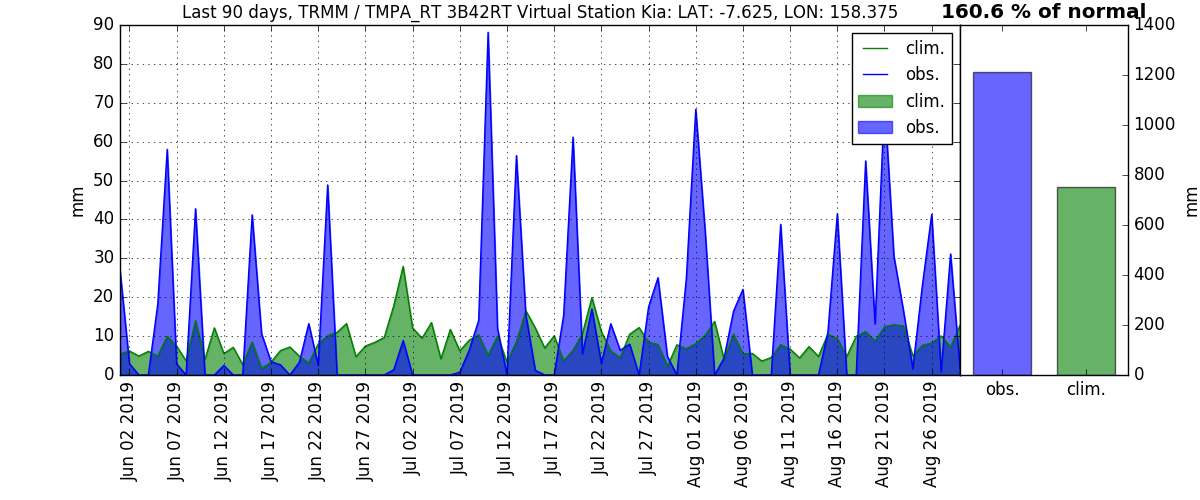 Last 90 days, TRMM / TMPA_RT 3B42RT Virtual Station Kia: LAT: -7.625, LON: 158.375
160.6 % of normal
90
80
70
60
50
40
30
20
10
0
mm
clim.
obs.
clim.
obs.
1400
1200
1000
800
600
400
200
0
mm
obs.
clim.
Jun 02 2019
Jun 07 2019
Jun 12 2019
Jun 17 2019
Jun 22 2019
Jun 27 2019
Jul 02 2019
Jul 07 2019
Jul 12 2019
Jul 17 2019
Jul 22 2019
Jul 27 2019
Aug 01 2019
Aug 06 2019
Aug 11 2019
Aug 16 2019
Aug 21 2019
Aug 26 2019